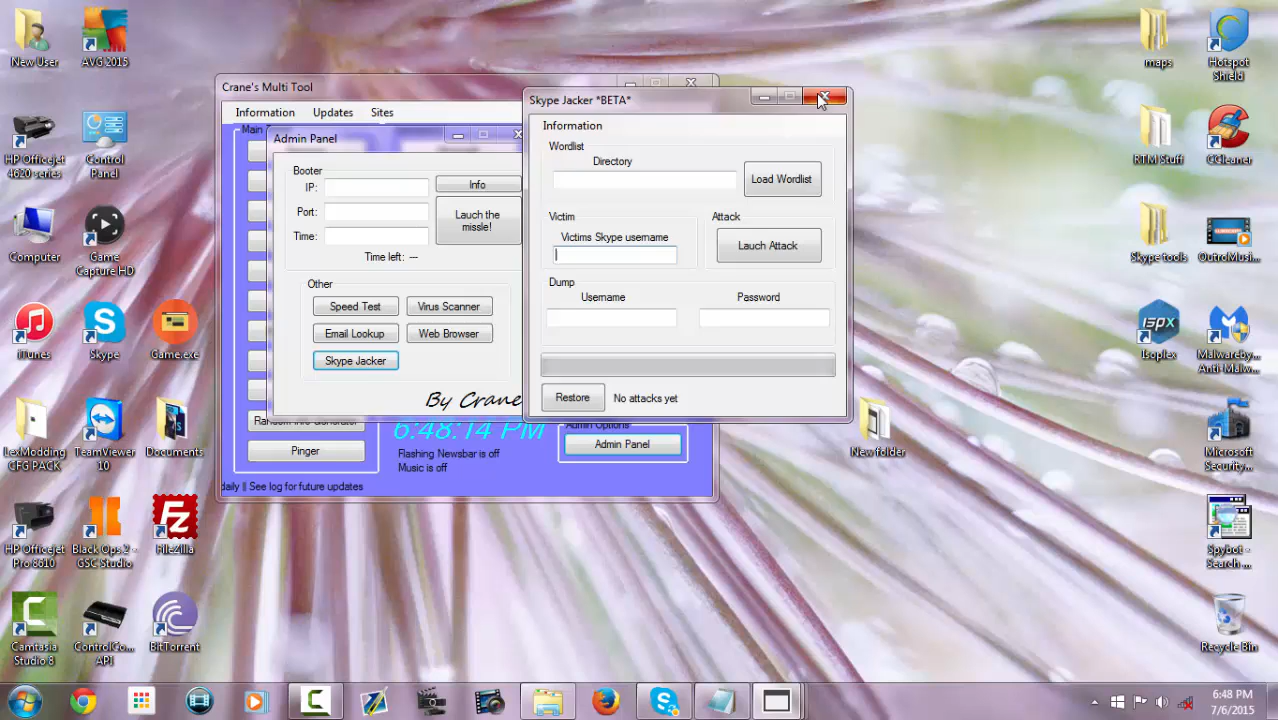 New User
AVG 2015
maps
Hotspot
Shield
HP Officejet
4620 series
Control
Panel
RTM Stuff
CCleaner
Computer
Game
Capture HD
Skype tools
OutroMusi...
iTunes
Skype
Game.exe
Isoplex
Malwareby...
Anti-Malw...
LexModding
CFG PACK
TeamViewer
10
Documents
New folder
Microsoft
Security...
HP Officejet
Pro 8610
Black Ops 2 -
GSC Studio
FileZilla
Spybot -
Search ...
Camtasia
Studio 8
ControlCo...
API
BitTorrent
Recycle Bin
Crane's Multi Tool
Information Updates Sites
Main
Pinger
6:48:14 PM
Flashing Newsbar is off
Music is off
Admin Options
Admin Panel
daily || See log for future updates
Admin Panel
Booter
IP:
Info
Port:
Lauch the
missle!
Time:
Time left: ---
Other
Speed Test Virus Scanner
Email Lookup Web Browser
Skype Jacker
By Crane
Skype Jacker *BETA*
Information
Wordlist
Directory
Load Wordlist
Victim
Attack
Victims Skype username
Lauch Attack
Dump
Username Password
Restore No attacks yet
6:48 PM
7/6/2015